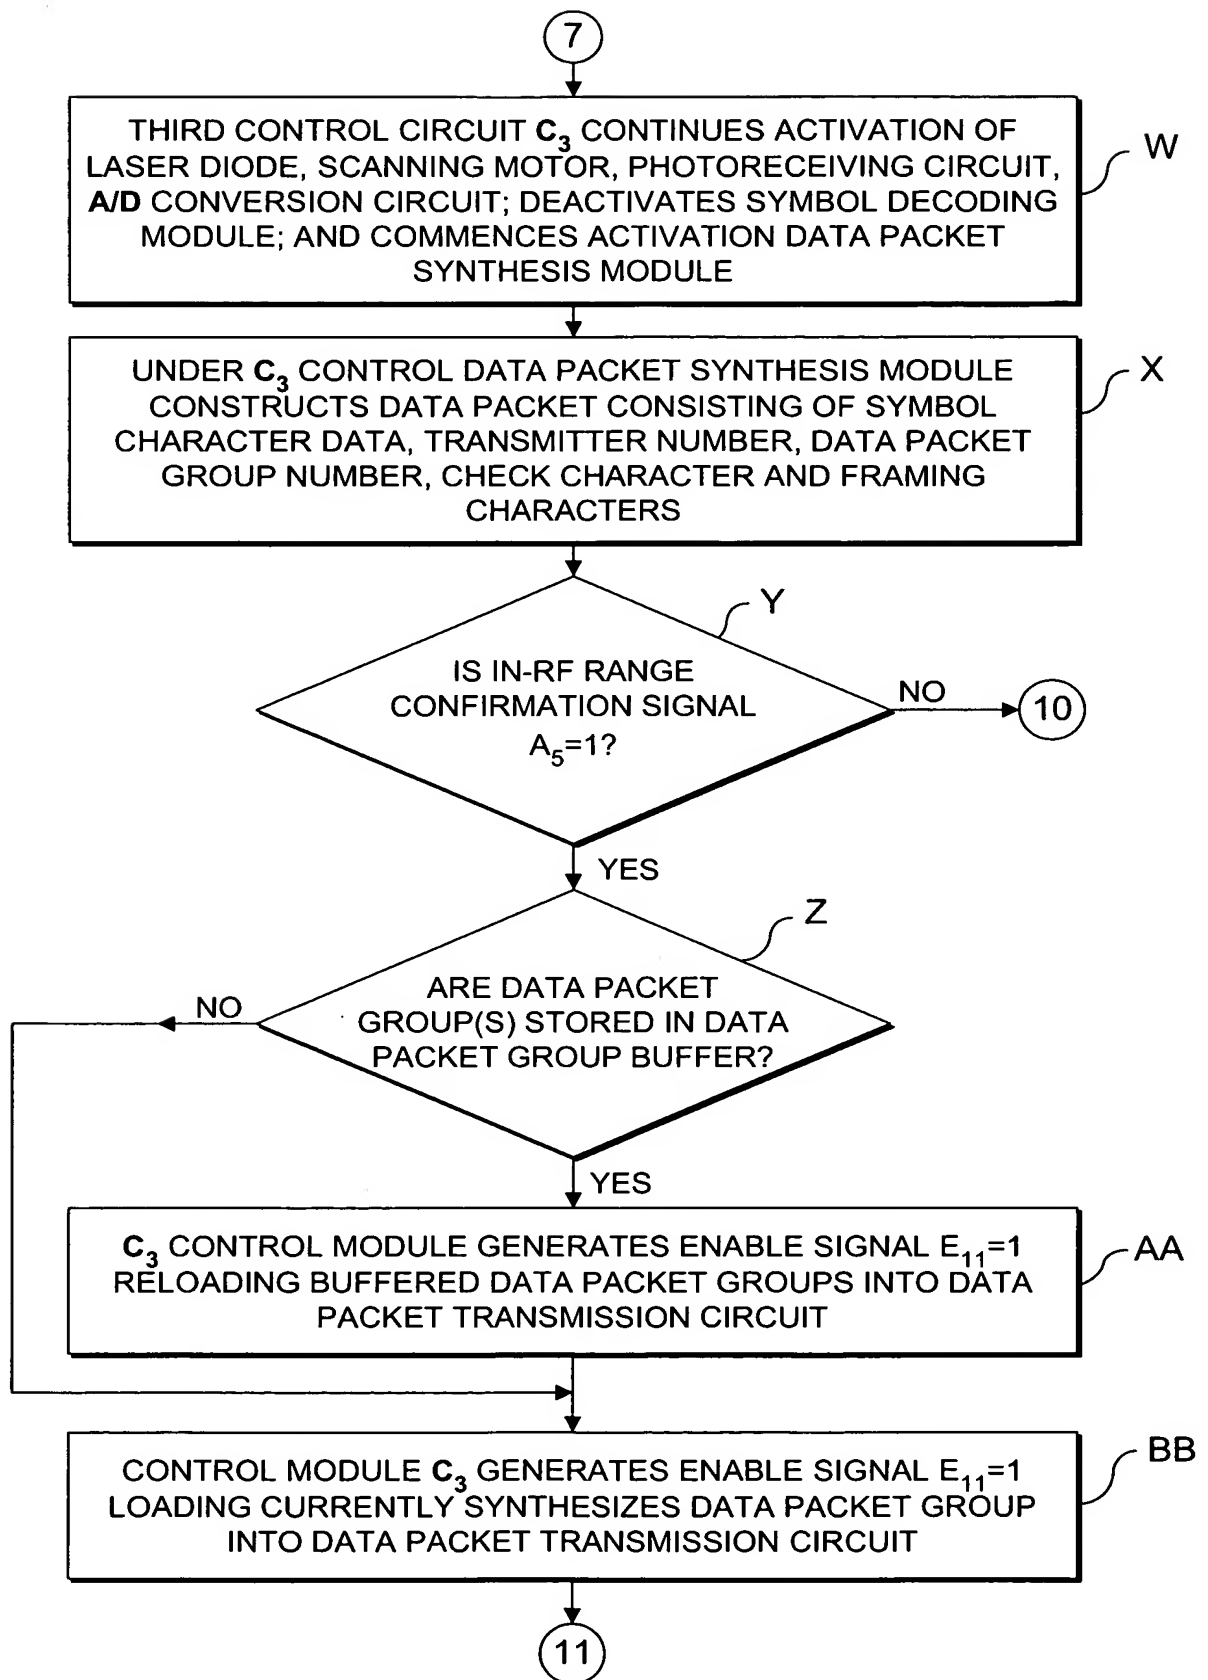 7
THIRD CONTROL CIRCUIT C3 CONTINUES ACTIVATION OF
LASER DIODE, SCANNING MOTOR, PHOTORECEIVING CIRCUIT,
A/D CONVERSION CIRCUIT; DEACTIVATES SYMBOL DECODING
MODULE; AND COMMENCES ACTIVATION DATA PACKET
SYNTHESIS MODULE
W
UNDER C3 CONTROL DATA PACKET SYNTHESIS MODULE
CONSTRUCTS DATA PACKET CONSISTING OF SYMBOL
CHARACTER DATA, TRANSMITTER NUMBER, DATA PACKET
GROUP NUMBER, CHECK CHARACTER AND FRAMING
CHARACTERS
X
Y
IS IN-RF RANGE
CONFIRMATION SIGNAL
A5=1?
NO
10
YES
Z
ARE DATA PACKET
GROUP(S) STORED IN DATA
PACKET GROUP BUFFER?
NO
YES
C3 CONTROL MODULE GENERATES ENABLE SIGNAL E11=1
RELOADING BUFFERED DATA PACKET GROUPS INTO DATA
PACKET TRANSMISSION CIRCUIT
AA
CONTROL MODULE C3 GENERATES ENABLE SIGNAL E11=1
LOADING CURRENTLY SYNTHESIZES DATA PACKET GROUP
INTO DATA PACKET TRANSMISSION CIRCUIT
BB
11